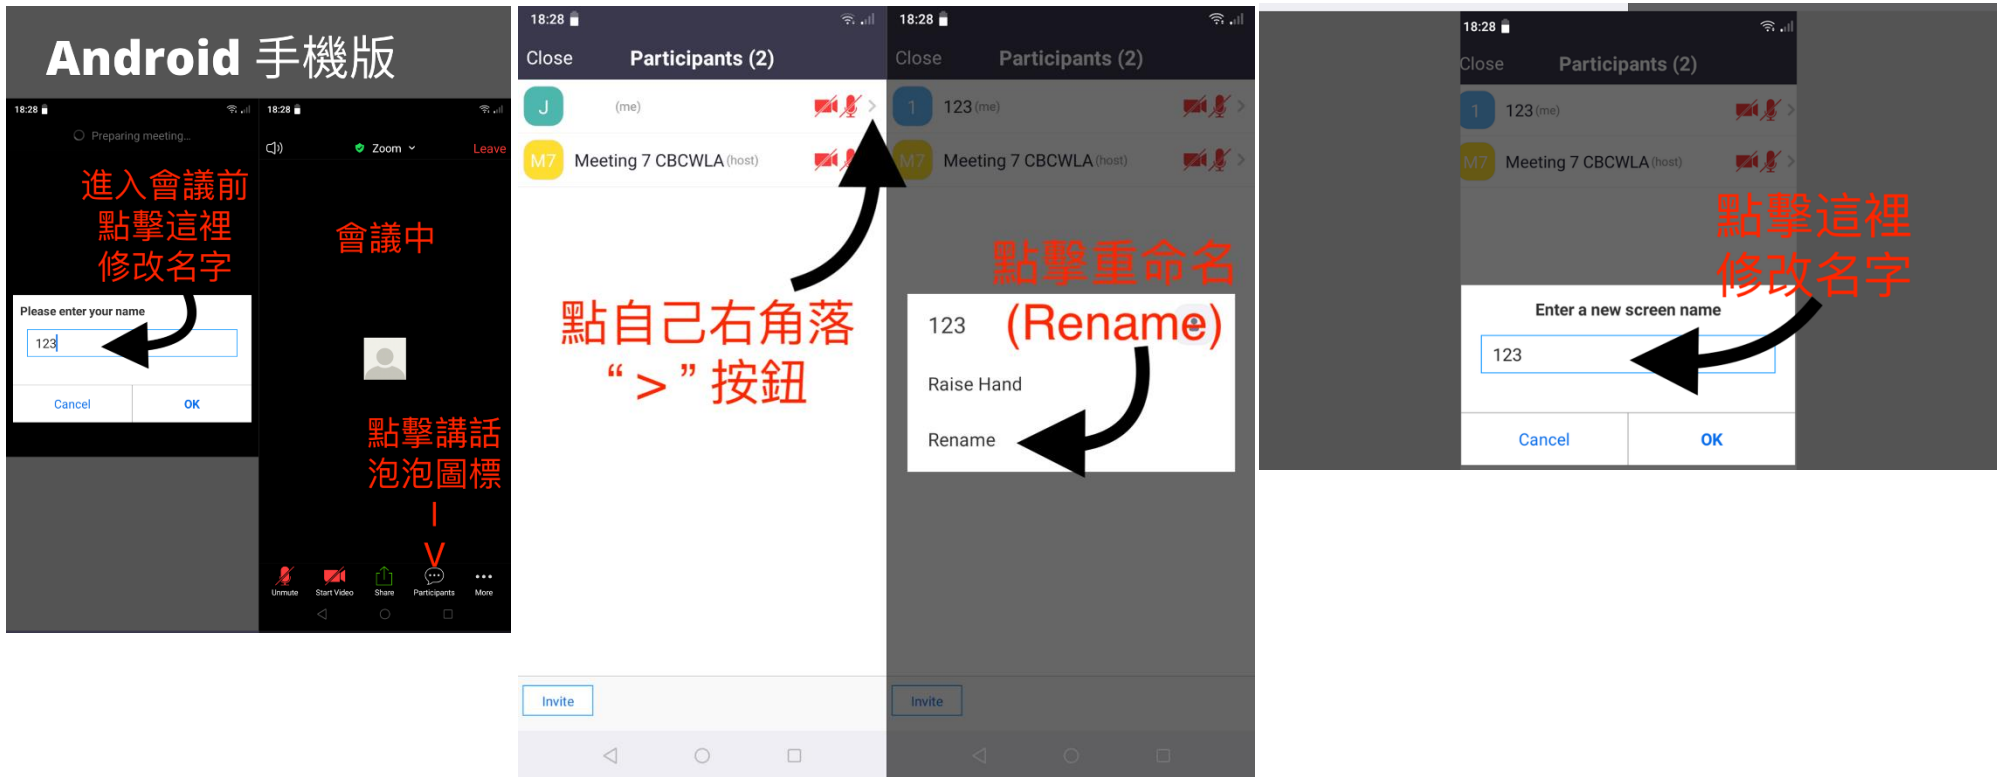 Android 手機版
18:28
Preparing meeting...
進入會議前
點擊這裡
修改名字
Please enter your name
123
Cancel
OK
18:28
Zoom
Leave
會議中
點擊講話
泡泡圖標
Unmute
Start Video
Share
Participants
More
18:28
Close
Participants (2)
J
(me)
M7
Meeting 7 CBCWLA (host)
點自己右角落
“ > ” 按鈕
Invite
18:28
Close
Participants (2)
1
123 (me)
M7
Meeting 7 CBCWLA (host)
點擊重命名
(Rename)
123
Raise Hand
Rename
Invite
18:28
Close
Participants (2)
1
123 (me)
M7
Meeting 7 CBCWLA (host)
點擊這裡
修改名字
Enter a new screen name
123
Cancel
OK